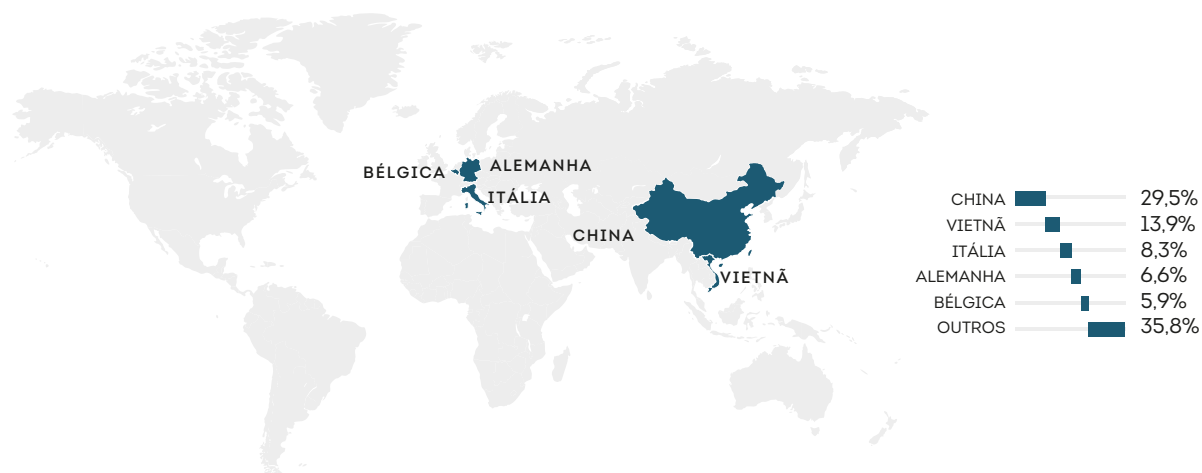 BÉLGICA
ALEMANHA
ITÁLIA
CHINA
VIETNÃ
CHINA 29,5%
VIETNÃ 13,9%
ITÁLIA 8,3%
ALEMANHA 6,6%
BÉLGICA 5,9%
OUTROS 35,8%